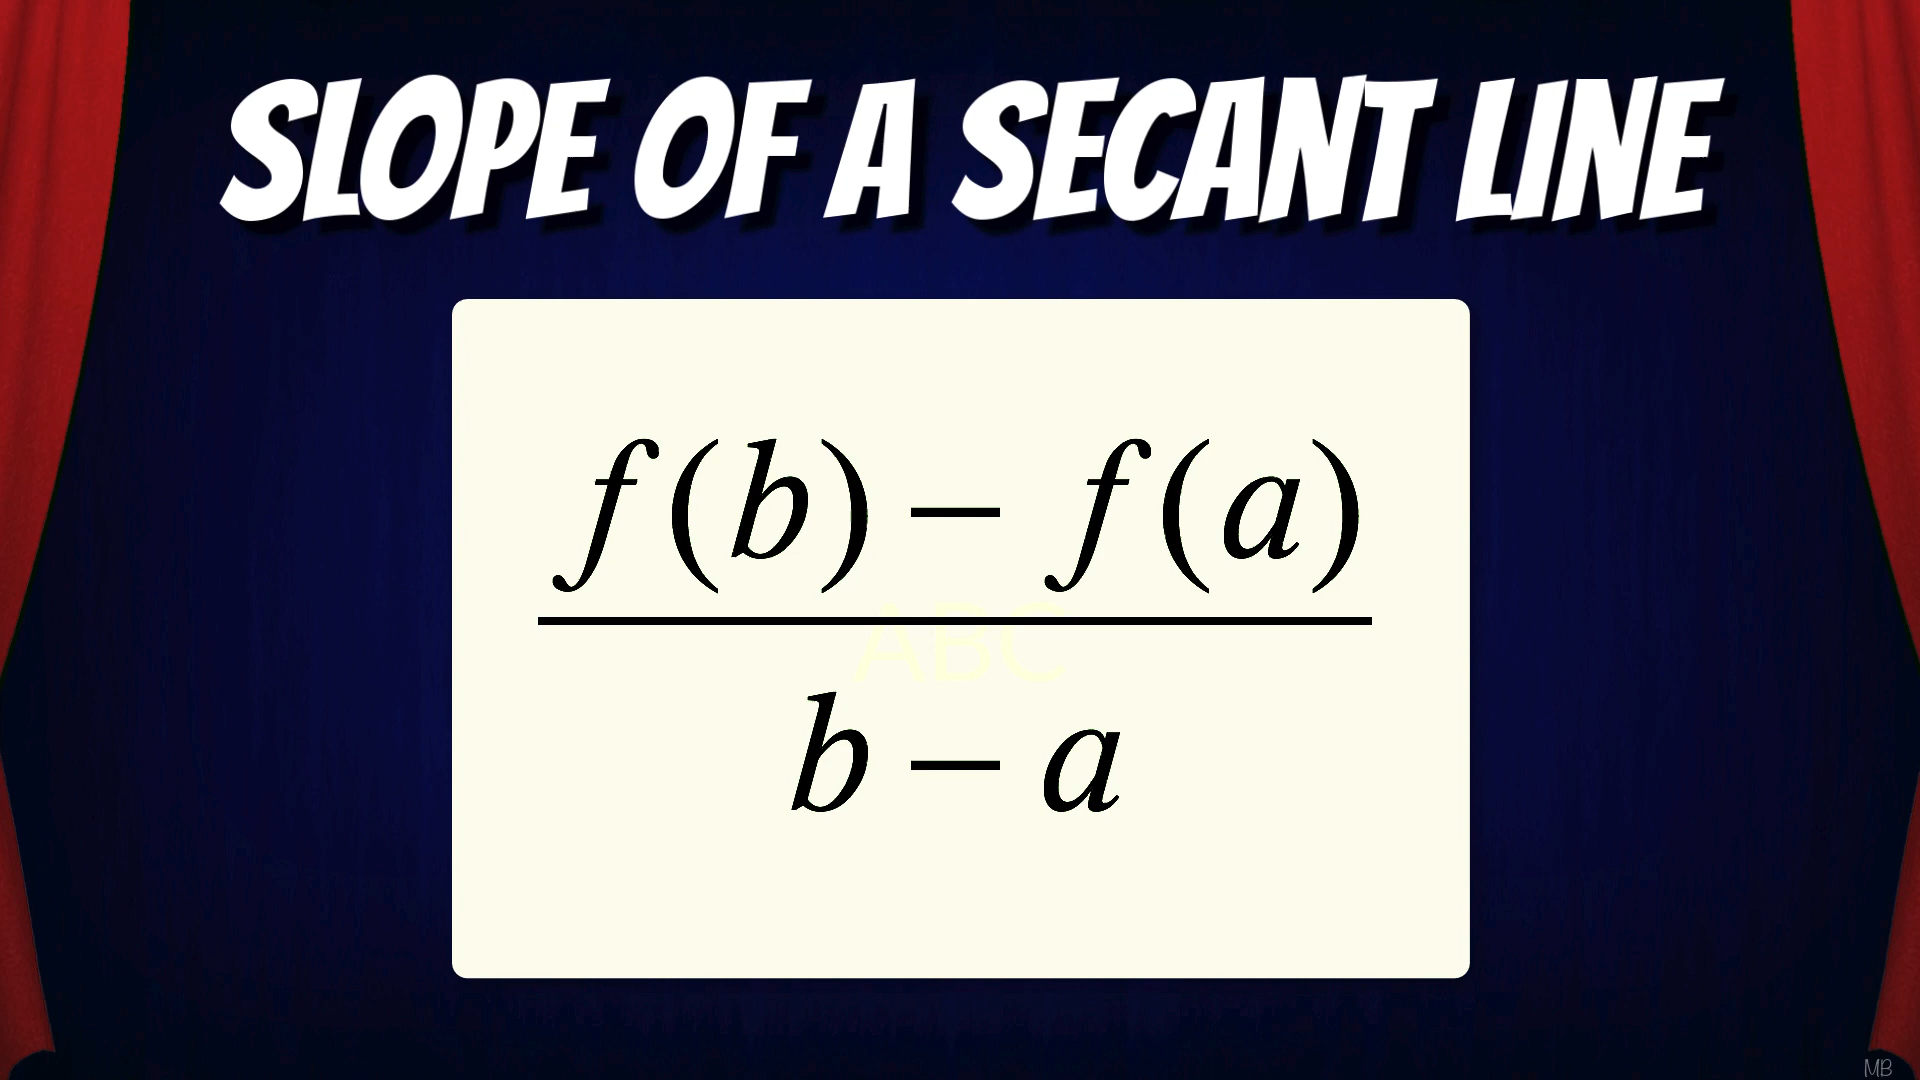 SLOPE OF A SECANT LINE
f(b) – f(a)
ABC
b – a
MB